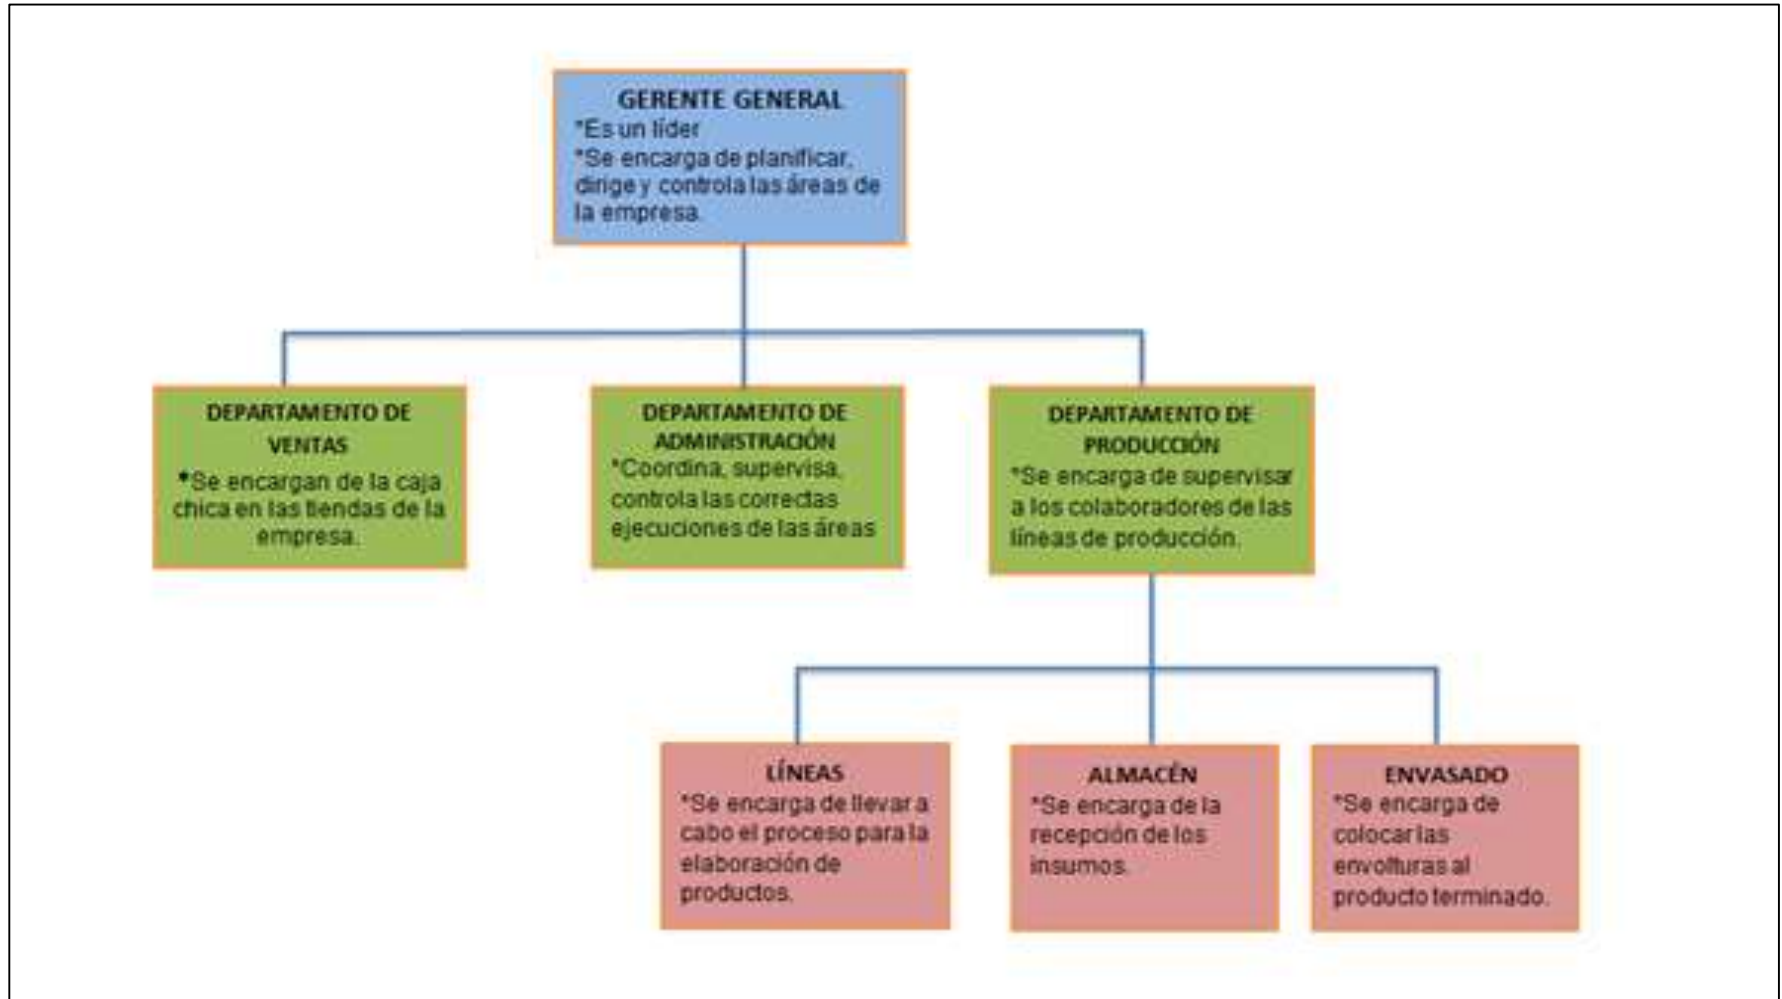 GERENTE GENERAL
*Es un líder
*Se encarga de planificar,
dirige y controla las áreas de
la empresa.
DEPARTAMENTO DE
VENTAS
*Se encargan de la caja
chica en las tiendas de la
empresa.
DEPARTAMENTO DE
ADMINISTRACIÓN
*Coordina, supervisa,
controla las correctas
ejecuciones de las áreas
DEPARTAMENTO DE
PRODUCCIÓN
*Se encarga de supervisar
a los colaboradores de las
líneas de producción.
LÍNEAS
*Se encarga de llevar a
cabo el proceso para la
elaboración de
productos.
ALMACÉN
*Se encarga de la
recepción de los
insumos.
ENVASADO
*Se encarga de
colocar las
envolturas al
producto terminado.